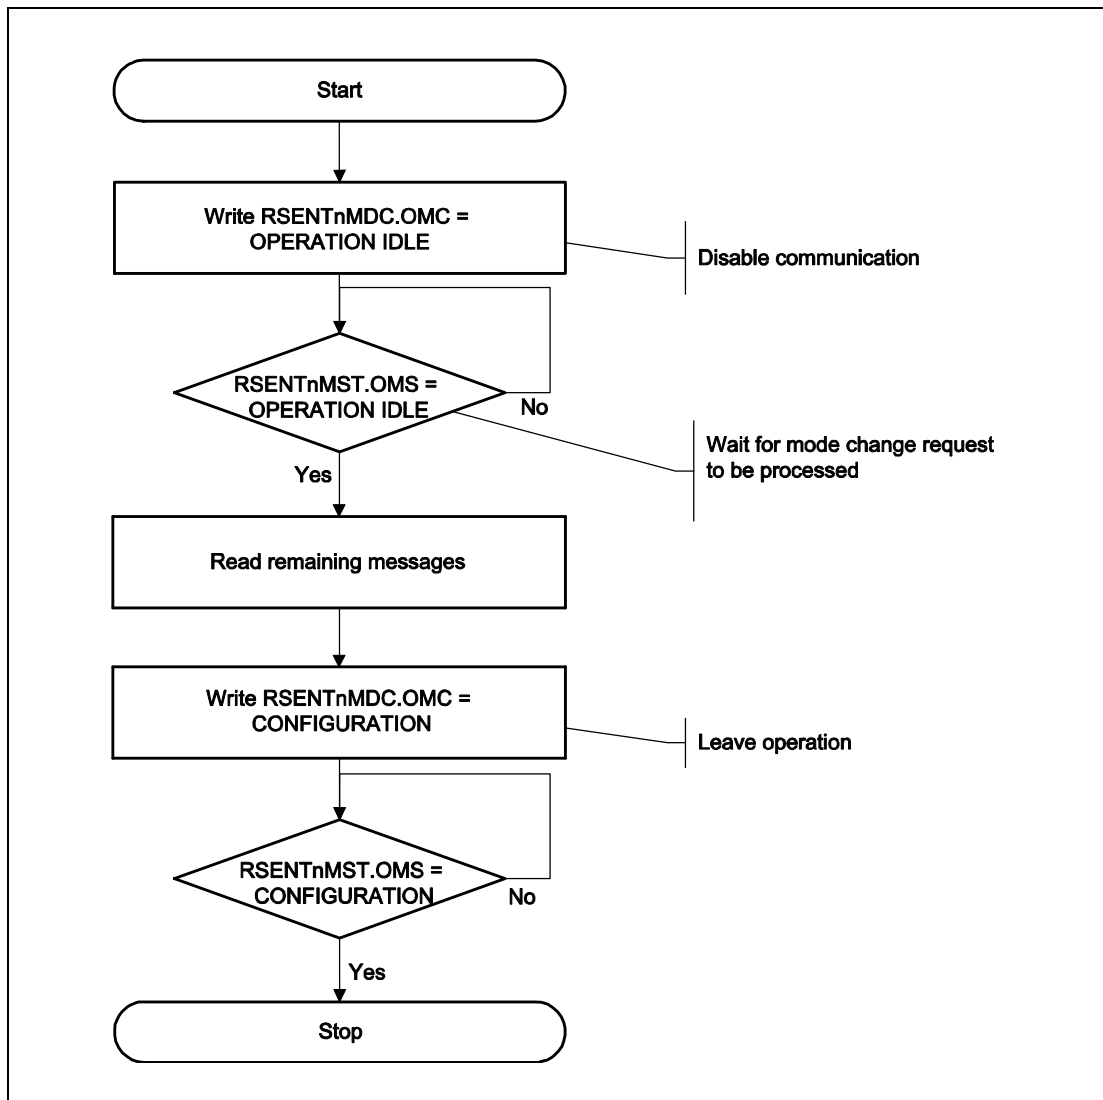 Start
Write RSENTnMDC.OMC =
OPERATION IDLE
Disable communication
RSENTnMST.OMS =
OPERATION IDLE
No
Wait for mode change request
to be processed
Yes
Read remaining messages
Write RSENTnMDC.OMC =
CONFIGURATION
Leave operation
RSENTnMST.OMS =
CONFIGURATION
No
Yes
Stop